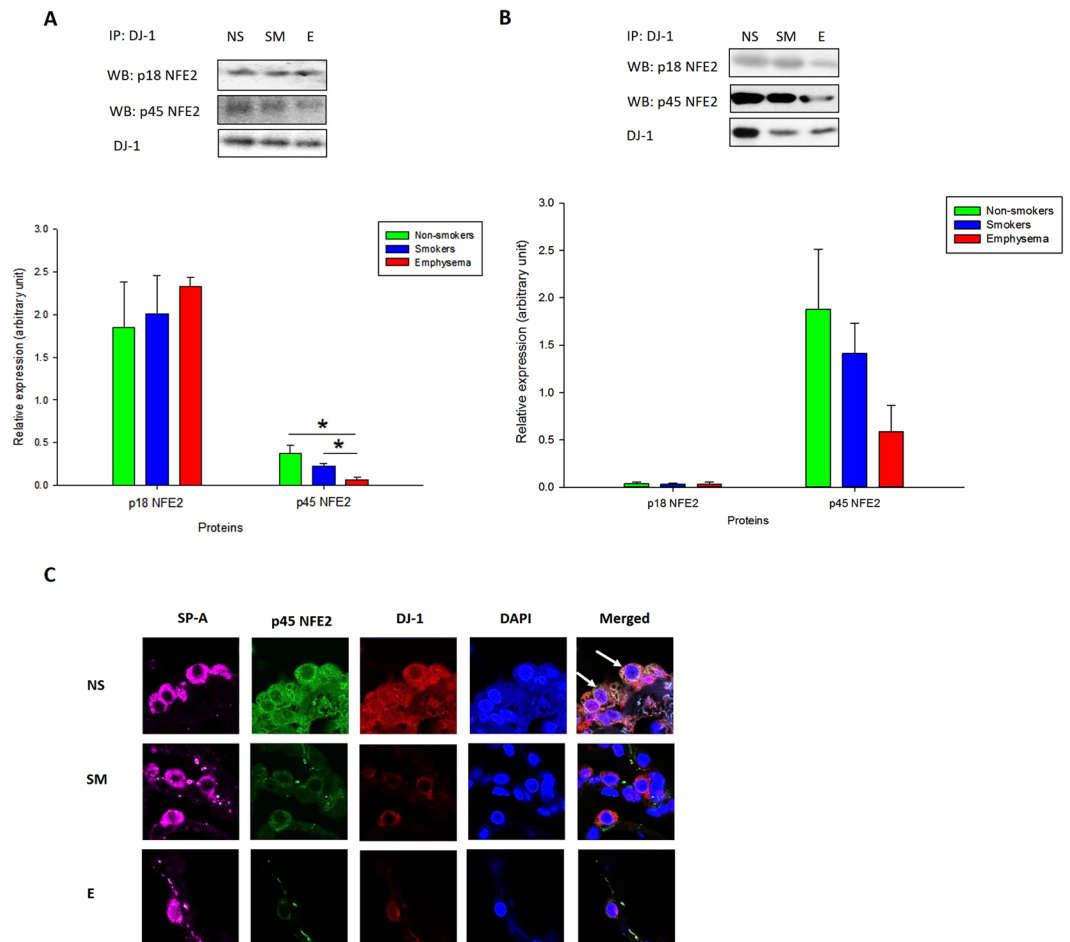 A
IP: DJ-1 NS SM E
WB: p18 NFE2
WB: p45 NFE2
DJ-1
3.0
2.5
2.0
1.5
1.0
0.5
0.0
Relative expression (arbitrary unit)
Non-smokers
Smokers
Emphysema
*
*
p18 NFE2 p45 NFE2
Proteins
B
IP: DJ-1 NS SM E
WB: p18 NFE2
WB: p45 NFE2
DJ-1
3.0
2.5
2.0
1.5
1.0
0.5
0.0
Relative expression (arbitrary unit)
Non-smokers
Smokers
Emphysema
p18 NFE2 p45 NFE2
Proteins
C
SP-A p45 NFE2 DJ-1 DAPI Merged
NS
SM
E